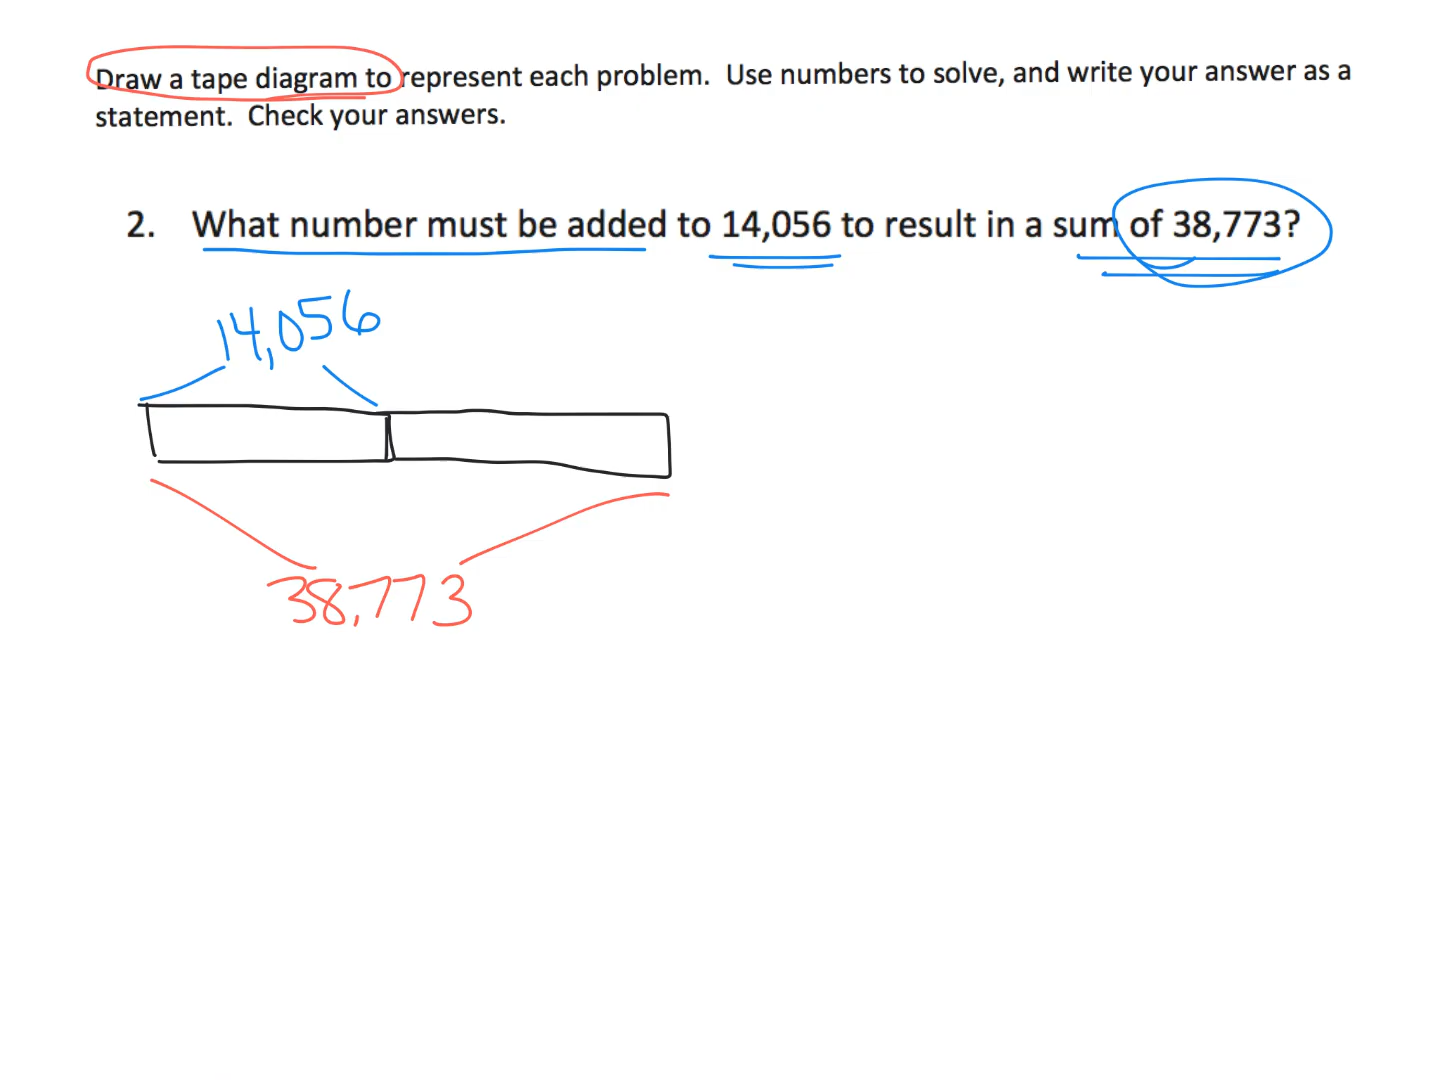 Draw a tape diagram to represent each problem. Use numbers to solve, and write your answer as a
statement. Check your answers.
2. What number must be added to 14,056 to result in a sum of 38,773?
14,056
38,773